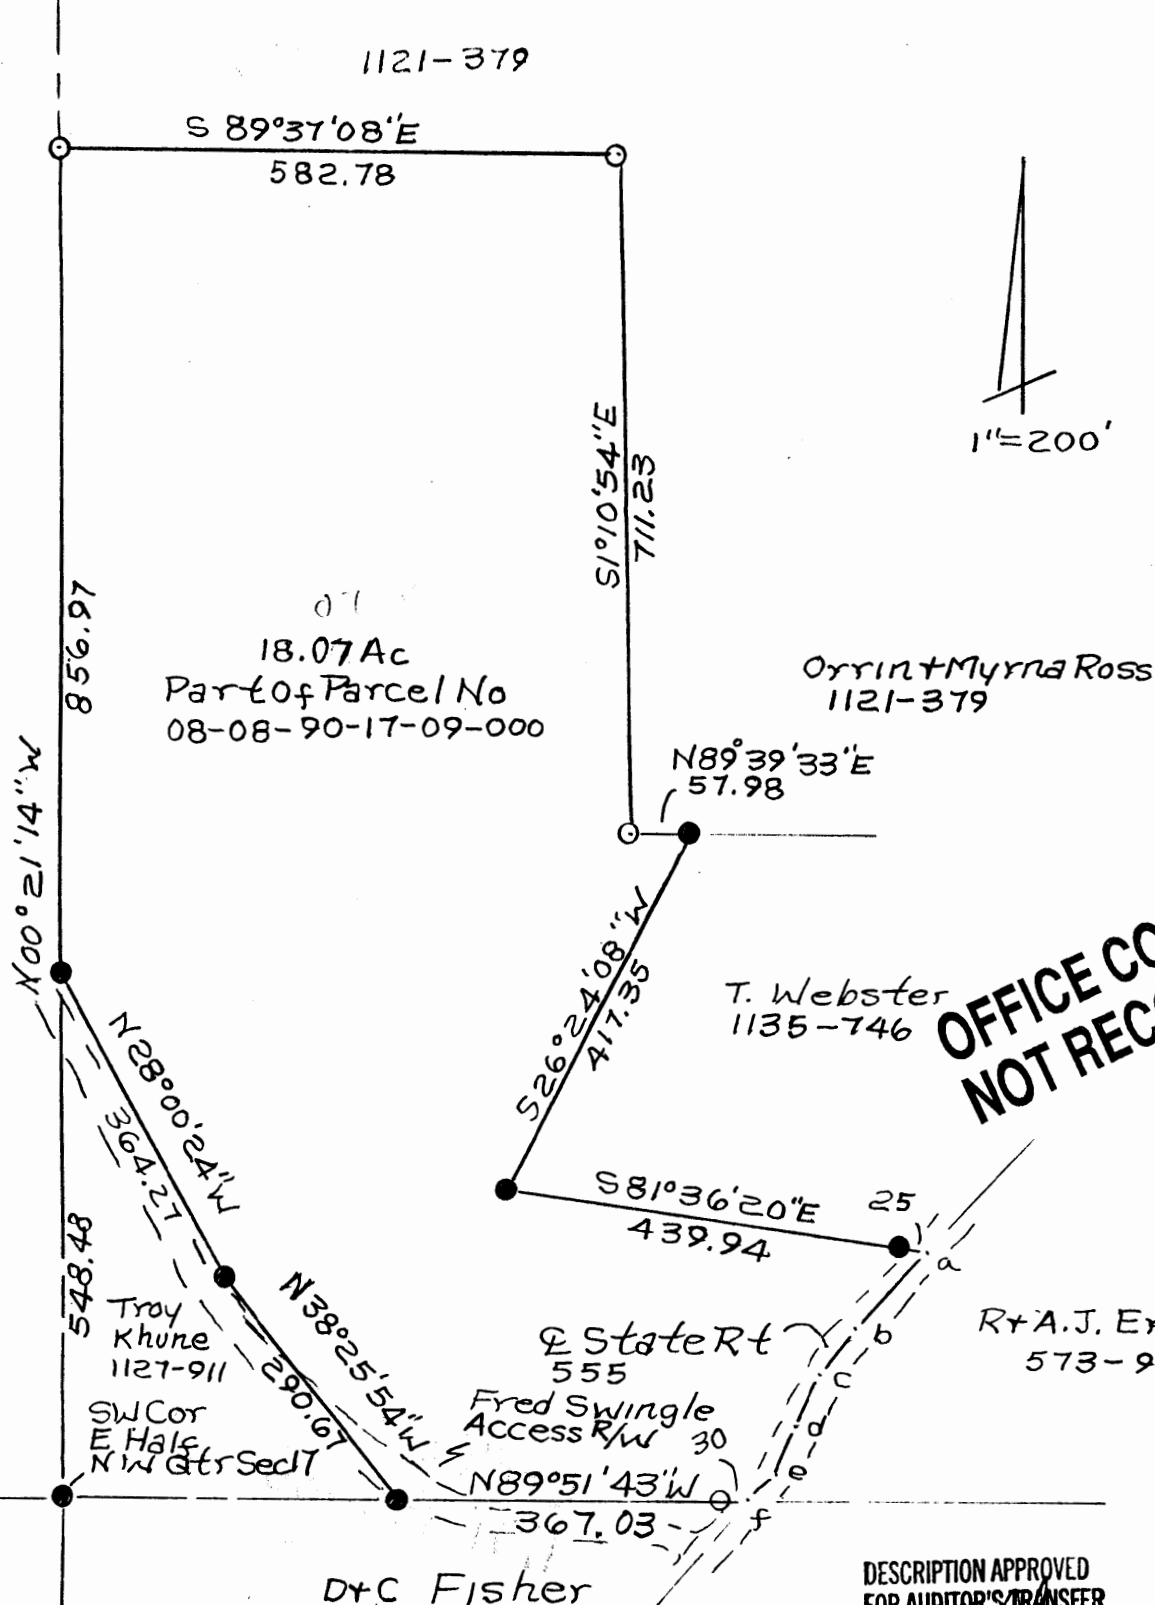 1121-379
S 89°37'08"E
582.78
1"=200'
S1°10'54"E
711.23
856.97
18.07 Ac
Part Of Parcel No
08-08-90-17-09-000
Orrin + Myrna Ross
1121-379
N89°39'33"E
57.98
N00°21'14"W
S26°24'08"W
417.35
T. Webster
1135-746
OFFICE CO
NOT REC
N28°00'24"W
364.27
S81°36'20"E
439.94
25
a
548.48
Troy
Khune
1127-911
N38°25'54"W
290.67
℄ State Rt
555
b
c
d
e
f
R+A.J.
573-9
Fred Swingle
Access R/W
30
SW Cor
E Half
NW Qtr Sec17
N89°51'43"W
367.03
D+C Fisher
DESCRIPTION APPROVED
FOR AUDITOR'S TRANSFER